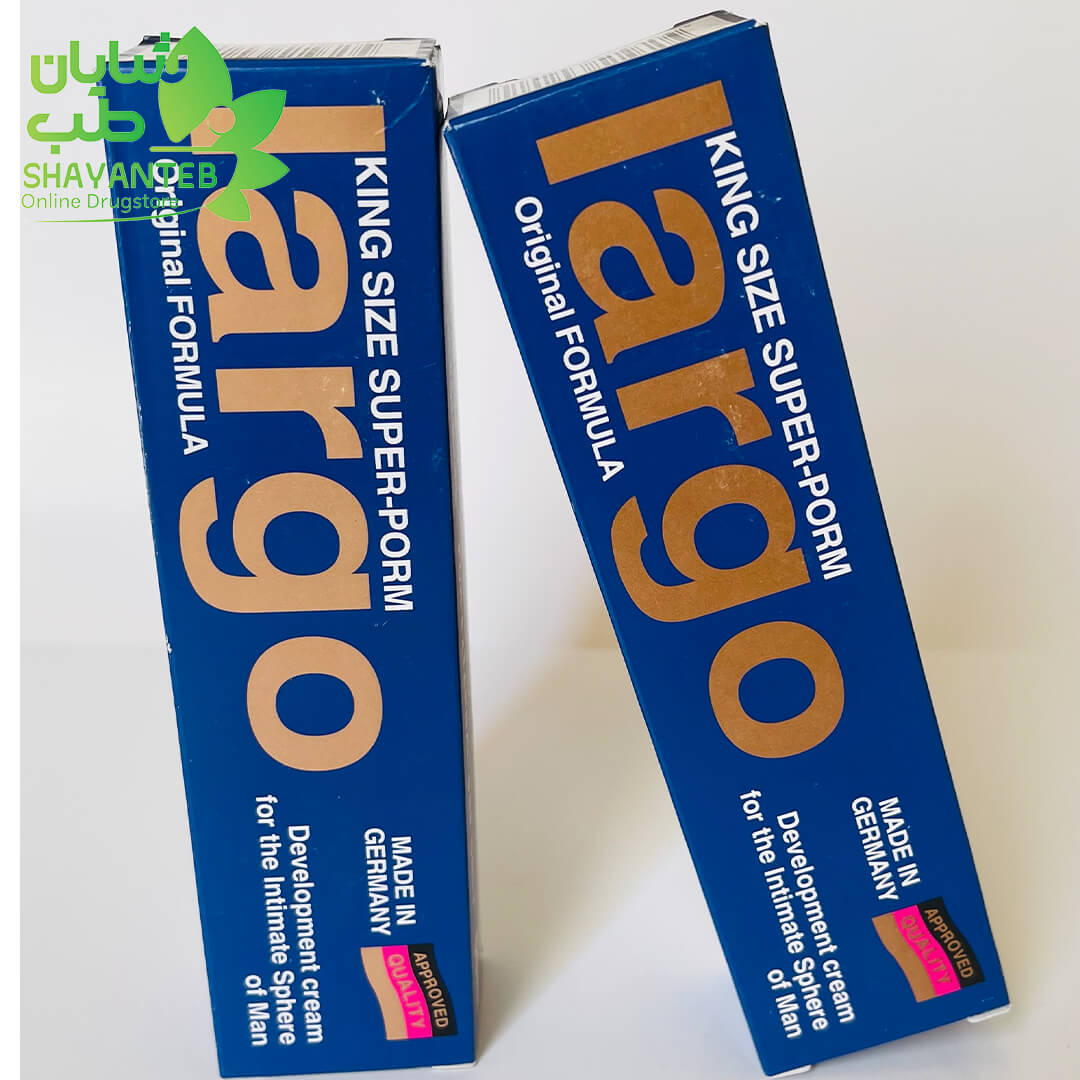 شایان
طب
SHAYANTEB
Online Drugstore
largo
KING SIZE SUPER-PORM
Original FORMULA
MADE IN
GERMANY
APPROVED
QUALITY
Development cream
for the Intimate Sphere
of Man
KING SIZE SUPER-PORM
largo
Original FORMULA
MADE IN
GERMANY
APPROVED
QUALITY
Development cream
for the Intimate Sphere
of Man